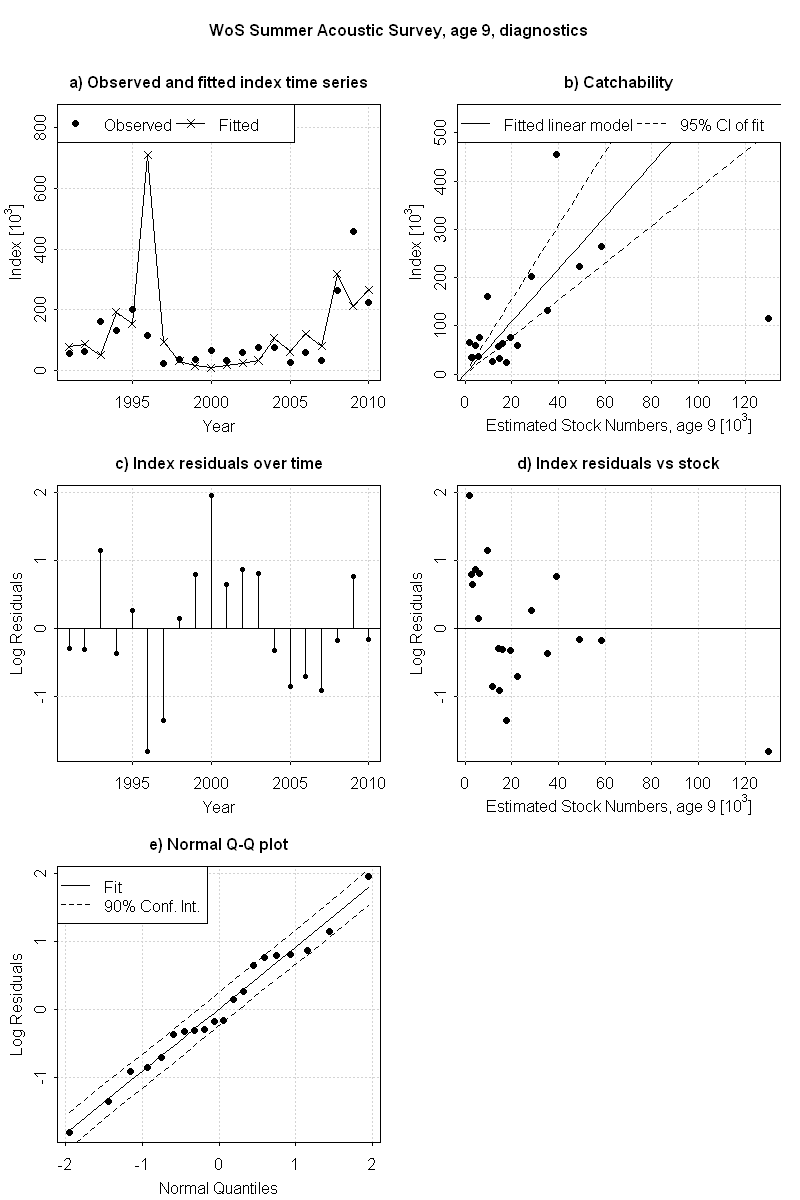 WoS Summer Acoustic Survey, age 9, diagnostics
a) Observed and fitted index time series
Observed Fitted
800
600
400
200
0
Index [10³]
1995 2000 2005 2010
Year
b) Catchability
Fitted linear model 95% CI of fit
500
400
300
200
100
0
Index [10³]
0 20 40 60 80 100 120
Estimated Stock Numbers, age 9 [10³]
c) Index residuals over time
2
1
0
-1
Log Residuals
1995 2000 2005 2010
Year
d) Index residuals vs stock
2
1
0
-1
Log Residuals
0 20 40 60 80 100 120
Estimated Stock Numbers, age 9 [10³]
e) Normal Q-Q plot
Fit
90% Conf. Int.
2
1
0
-1
Log Residuals
-2 -1 0 1 2
Normal Quantiles